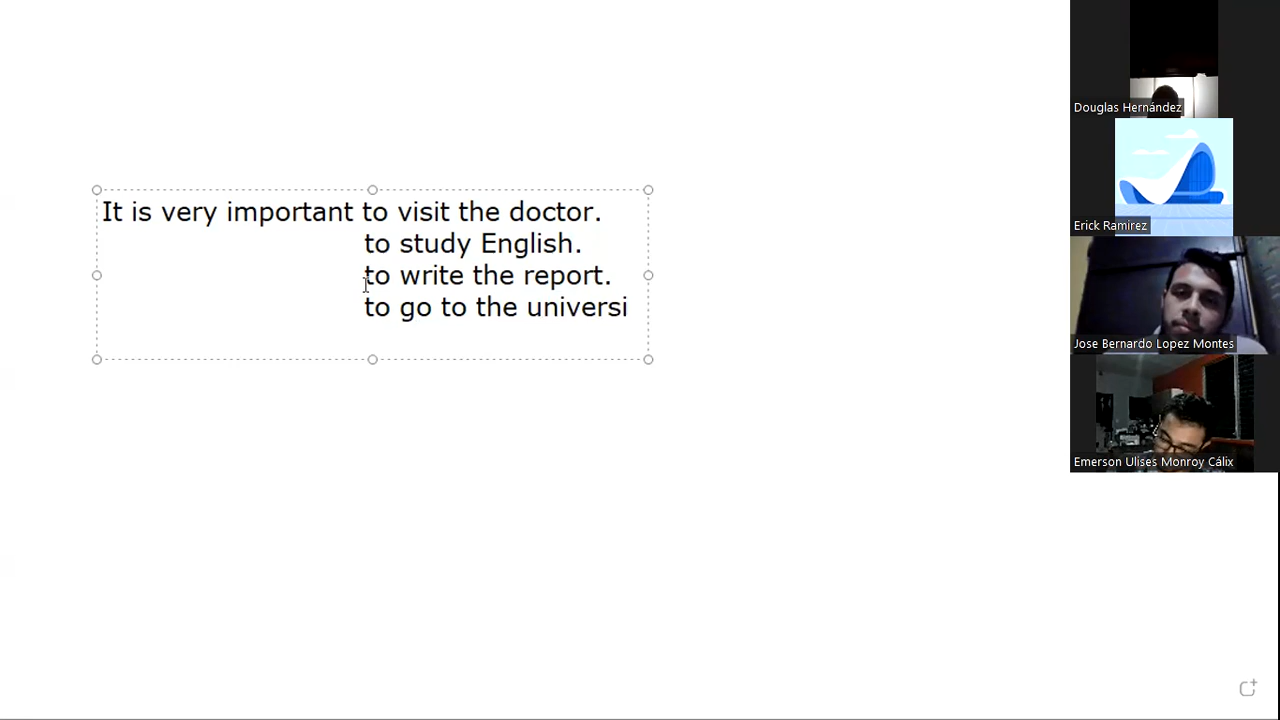 It is very important to visit the doctor.
to study English.
to write the report.
to go to the universi
Douglas Hernández
Erick Ramirez
Jose Bernardo Lopez Montes
Emerson Ulises Monroy Cálix